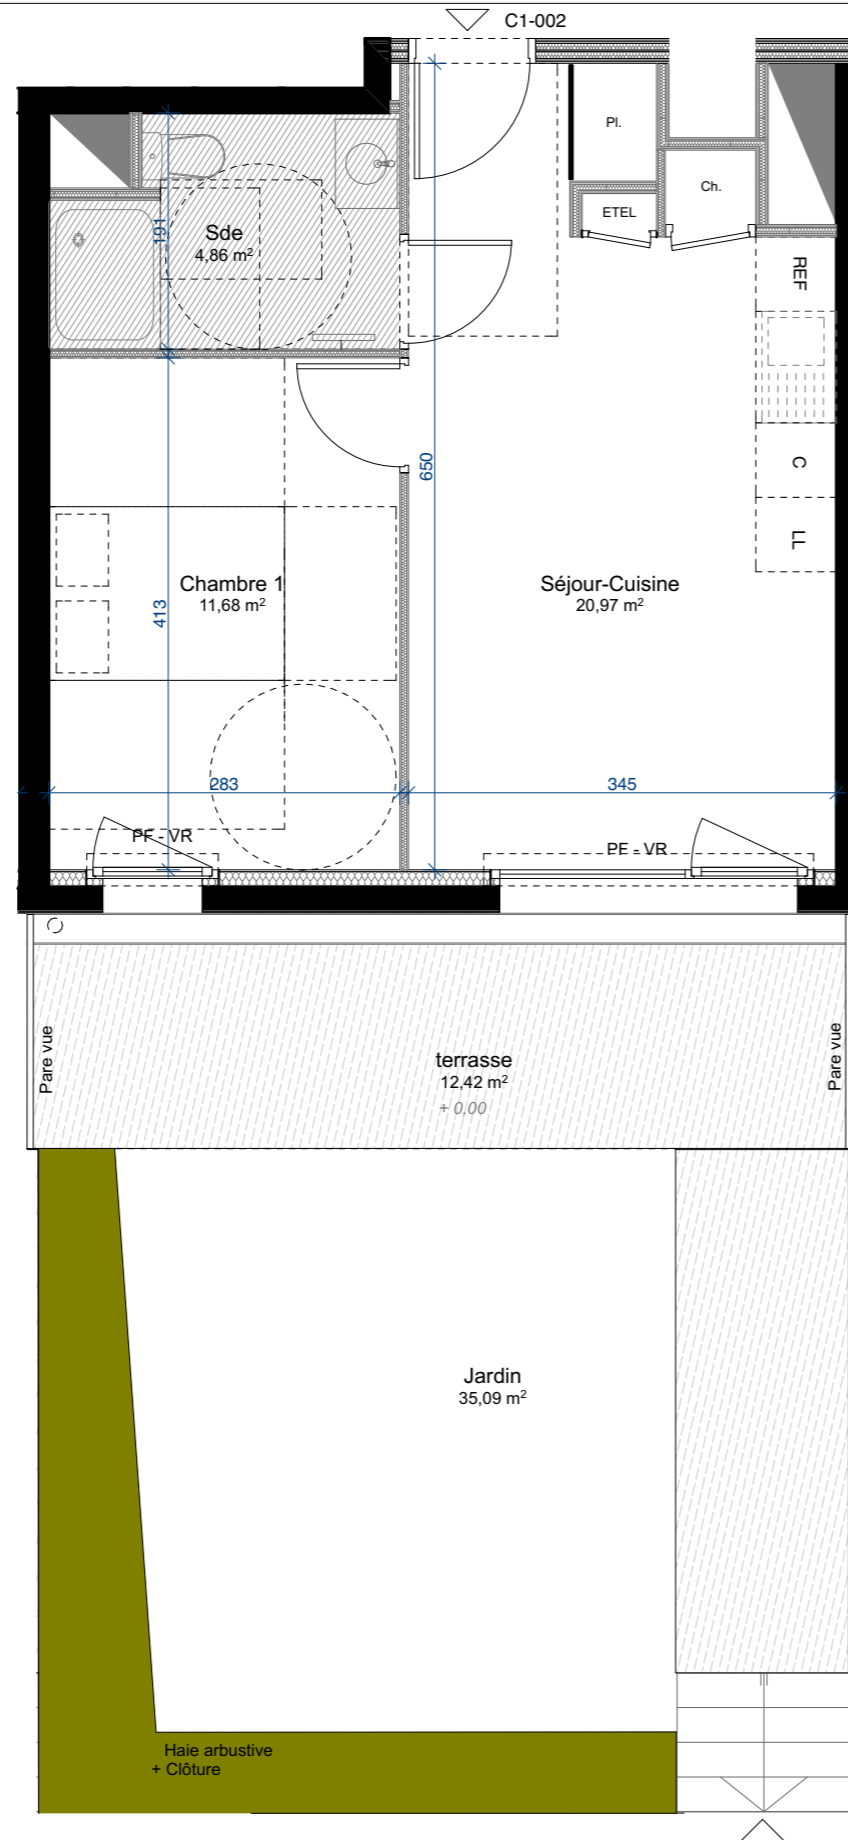 C1-002
Pl.
Ch.
ETEL
191
Sde
4,86 m²
REF
650
C
LL
Chambre 1
11,68 m²
413
Séjour-Cuisine
20,97 m²
283
345
PF - VR
PF - VR
Pare vue
terrasse
12,42 m²
+ 0,00
Pare vue
Jardin
35,09 m²
Haie arbustive
+ Clôture